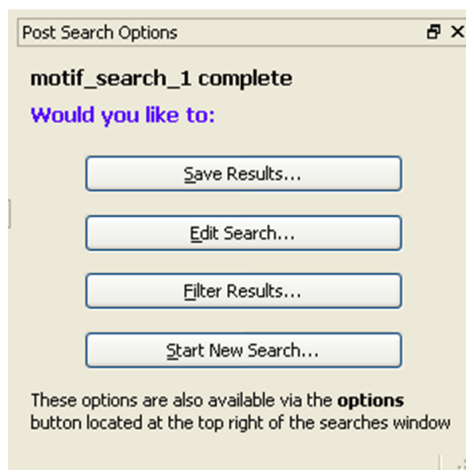 Post Search Options
motif_search_1 complete
Would you like to:
Save Results...
Edit Search...
Filter Results...
Start New Search...
These options are also available via the options
button located at the top right of the searches window